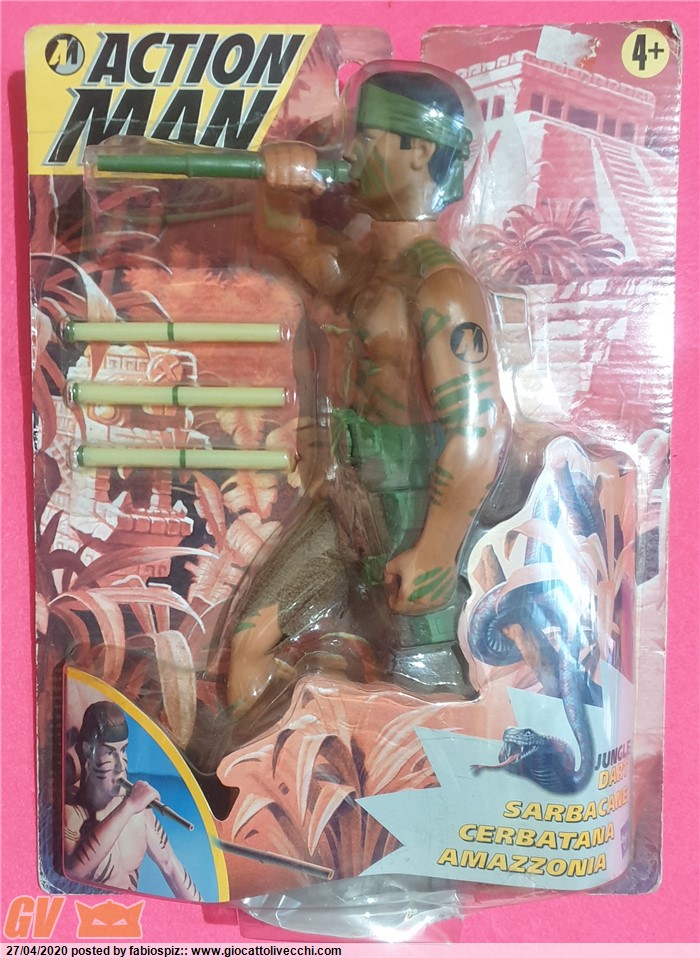 M ACTION
MAN
4+
M
JUNGLE
DART
SARBACANE
CERBATANA
AMAZZONIA
GV
27/04/2020 posted by fabiospiz:: www.giocattolivecchi.com